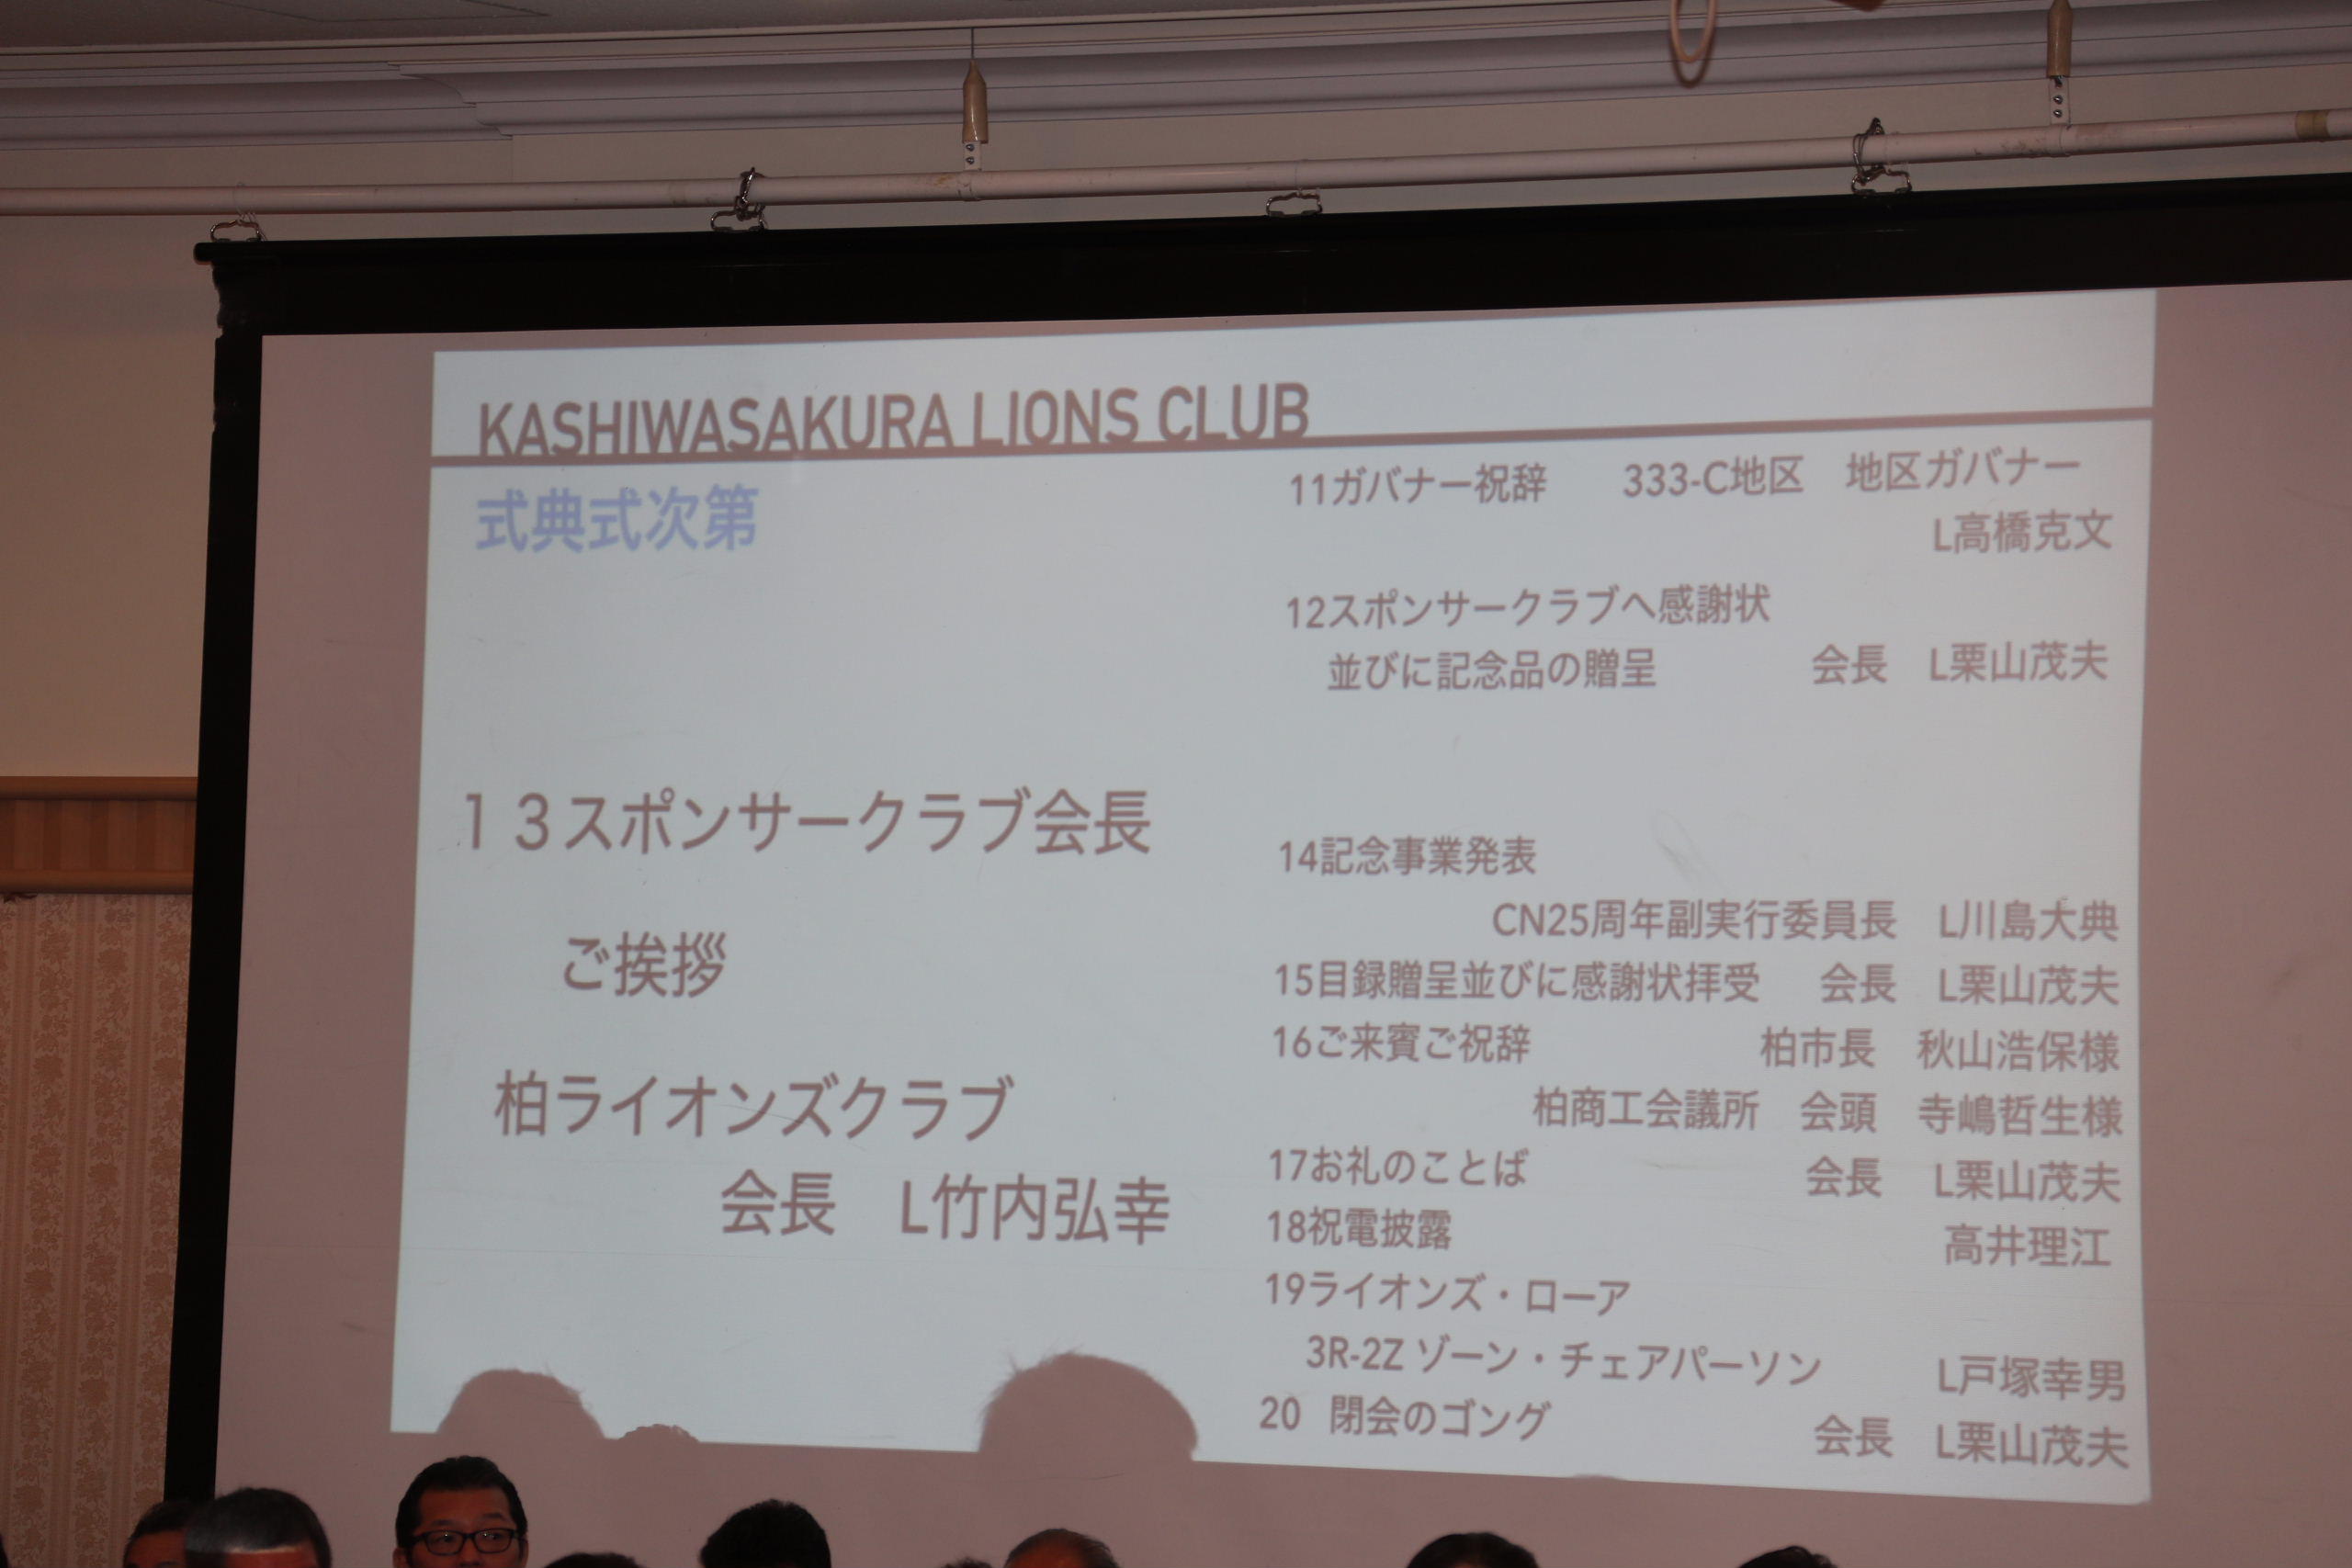 KASHIWASAKURA LIONS CLUB
式典式次第
１３スポンサークラブ会長
ご挨拶
柏ライオンズクラブ
会長　L竹内弘幸
11ガバナー祝辞　　333-C地区　地区ガバナー
L高橋克文
12スポンサークラブへ感謝状
並びに記念品の贈呈　　会長　L栗山茂夫
14記念事業発表
CN25周年副実行委員長　L川島大典
15目録贈呈並びに感謝状拝受　会長　L栗山茂夫
16ご来賓ご祝辞　　柏市長　秋山浩保様
柏商工会議所　会頭　寺嶋哲生様
17お礼のことば　　会長　L栗山茂夫
18祝電披露　　高井理江
19ライオンズ・ローア
3R-2Z ゾーン・チェアパーソン　　L戸塚幸男
20 閉会のゴング　　会長　L栗山茂夫